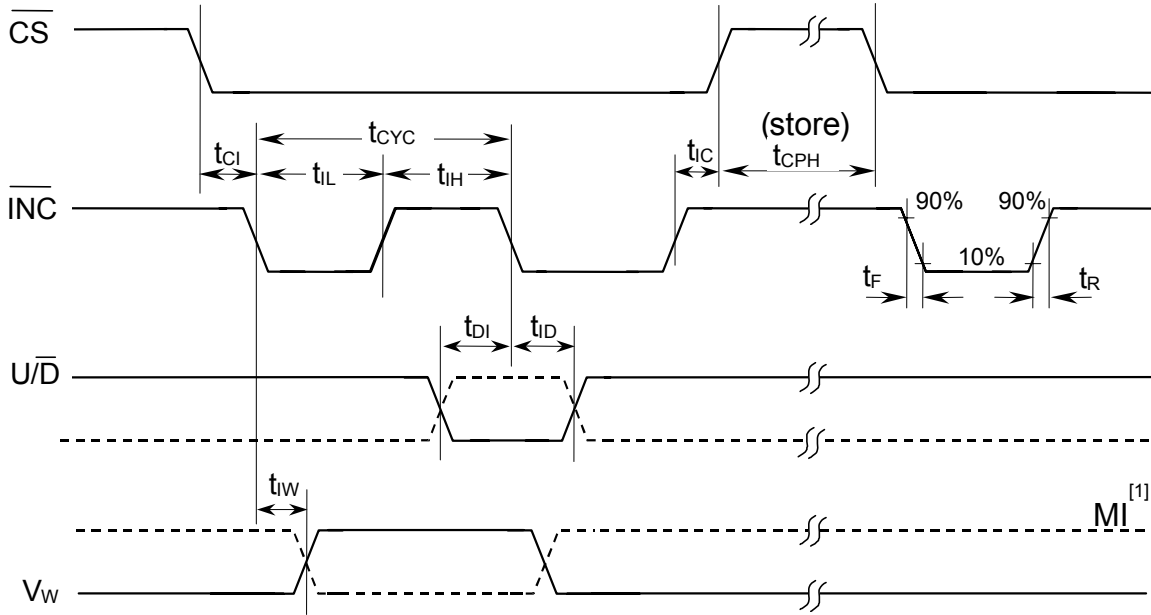 CS
(store)
tCYC
tCI
tIL
tIH
tIC
tCPH
INC
90%
90%
10%
tF
tR
tDI
tID
U/D
tIW
MI[1]
VW